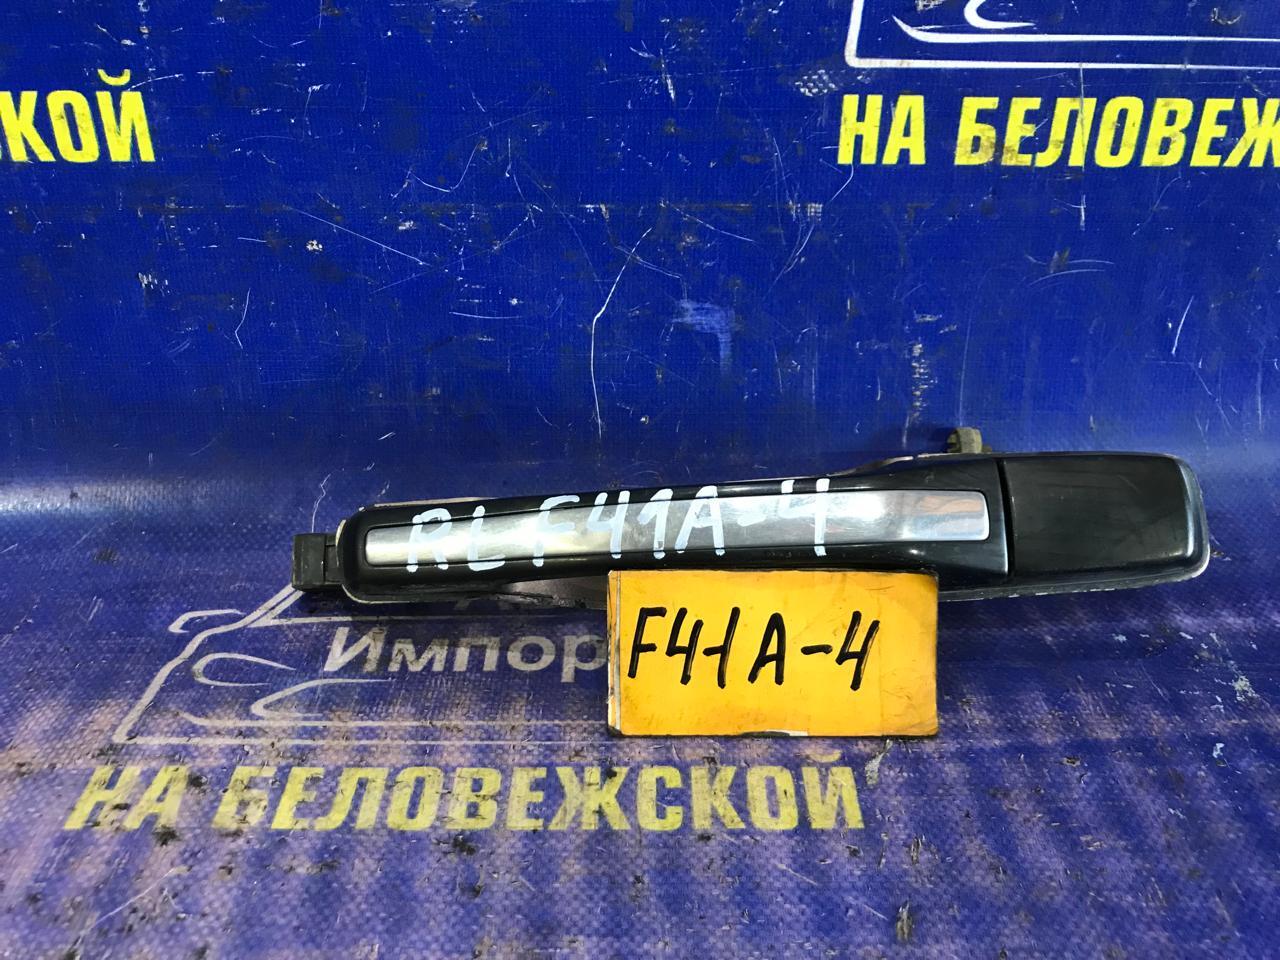 СКОЙ
НА БЕЛОВЕЖ
RL F41A-4
F41A-4
Импор
НА БЕЛОВЕЖСКОЙ